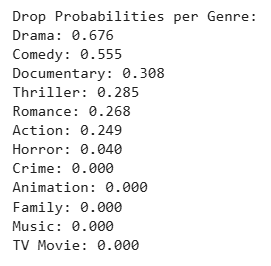 Drop Probabilities per Genre:
Drama: 0.676
Comedy: 0.555
Documentary: 0.308
Thriller: 0.285
Romance: 0.268
Action: 0.249
Horror: 0.040
Crime: 0.000
Animation: 0.000
Family: 0.000
Music: 0.000
TV Movie: 0.000